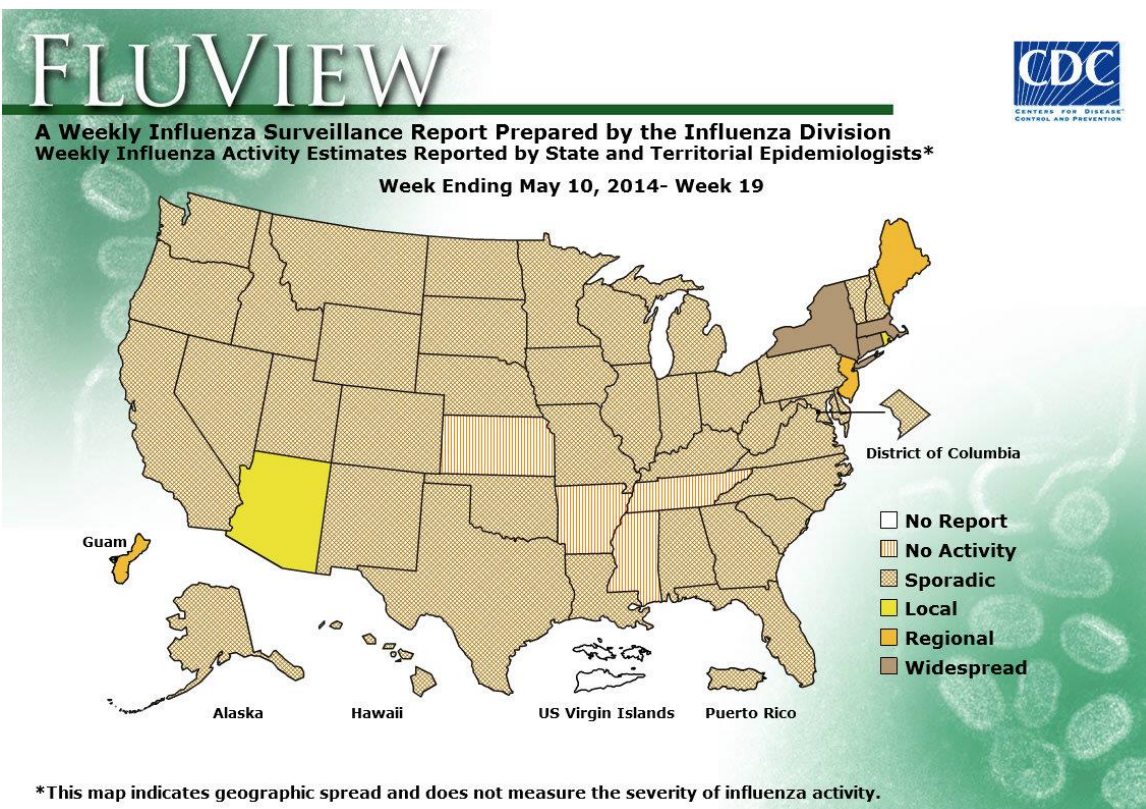 FLUVIEW
CDC
CENTERS FOR DISEASE™
CONTROL AND PREVENTION
A Weekly Influenza Surveillance Report Prepared by the Influenza Division
Weekly Influenza Activity Estimates Reported by State and Territorial Epidemiologists*
Week Ending May 10, 2014- Week 19
District of Columbia
No Report
Guam
No Activity
Sporadic
Local
Regional
Widespread
Alaska
Hawaii
US Virgin Islands
Puerto Rico
*This map indicates geographic spread and does not measure the severity of influenza activity.